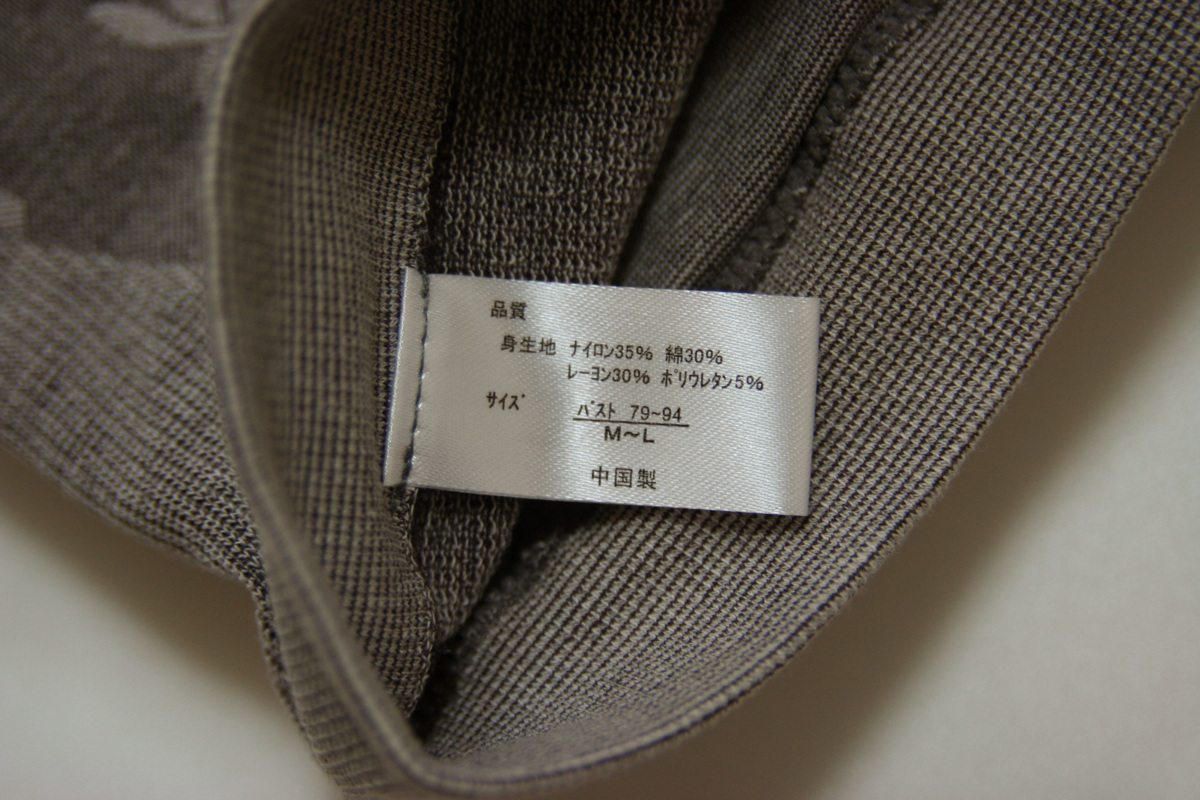 品質
身生地 ナイロン35% 綿30%
レーヨン30% ポリウレタン5%
サイズ バスト 79~94
M~L
中国製